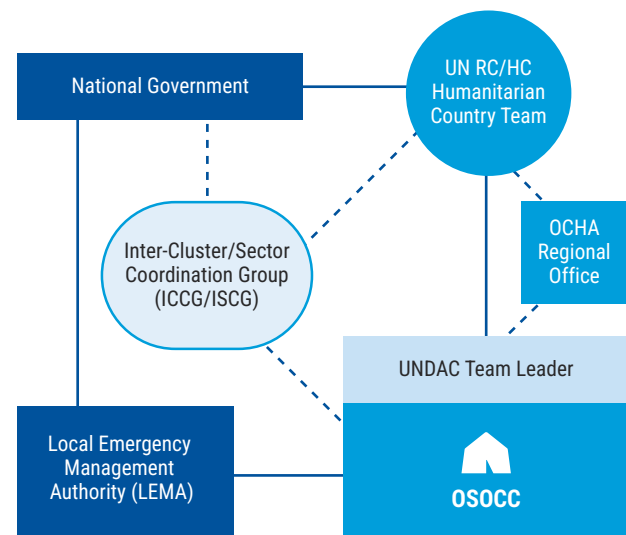 National Government
UN RC/HC
Humanitarian
Country Team
Inter-Cluster/Sector
Coordination Group
(ICCG/ISCG)
OCHA
Regional
Office
UNDAC Team Leader
Local Emergency
Management
Authority (LEMA)
OSOCC